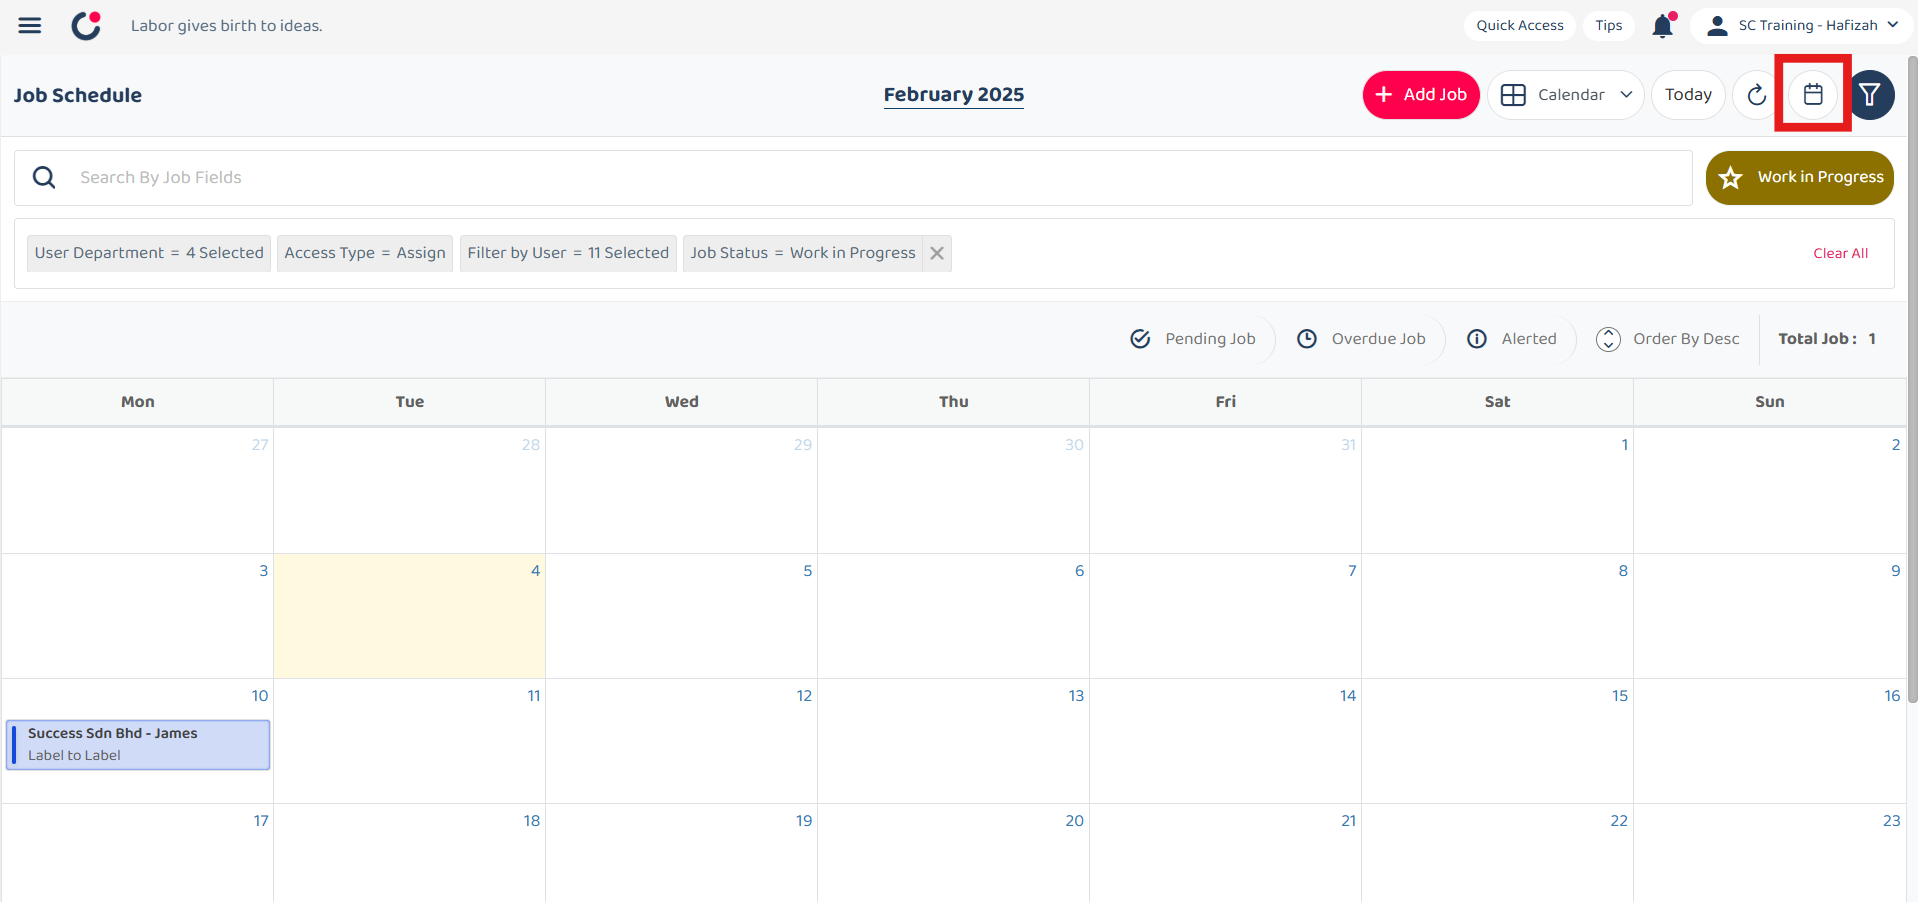 Labor gives birth to ideas.
Quick Access
Tips
SC Training - Hafizah
Job Schedule
February 2025
+ Add Job
Calendar
Today
Search By Job Fields
Work in Progress
User Department = 4 Selected
Access Type = Assign
Filter by User = 11 Selected
Job Status = Work in Progress
Clear All
Pending Job
Overdue Job
Alerted
Order By Desc
Total Job : 1
Mon Tue Wed Thu Fri Sat Sun
27 28 29 30 31 1 2
3 4 5 6 7 8 9
10 11 12 13 14 15 16
Success Sdn Bhd - James
Label to Label
17 18 19 20 21 22 23